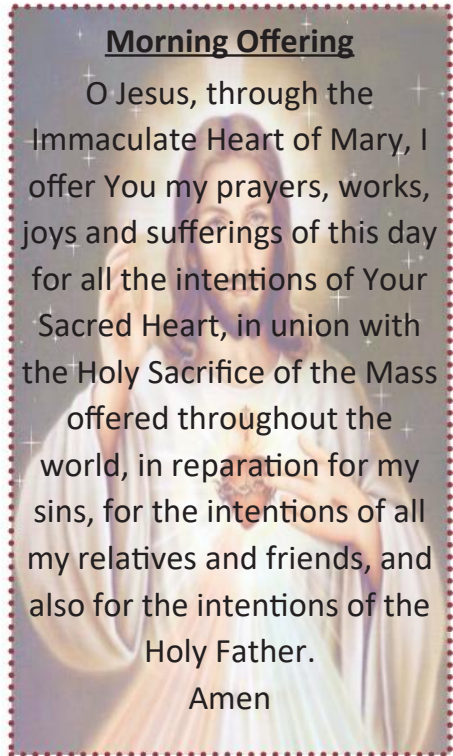 Morning Offering
O Jesus, through the
Immaculate Heart of Mary, I
offer You my prayers, works,
joys and sufferings of this day
for all the intentions of Your
Sacred Heart, in union with
the Holy Sacrifice of the Mass
offered throughout the
world, in reparation for my
sins, for the intentions of all
my relatives and friends, and
also for the intentions of the
Holy Father.
Amen